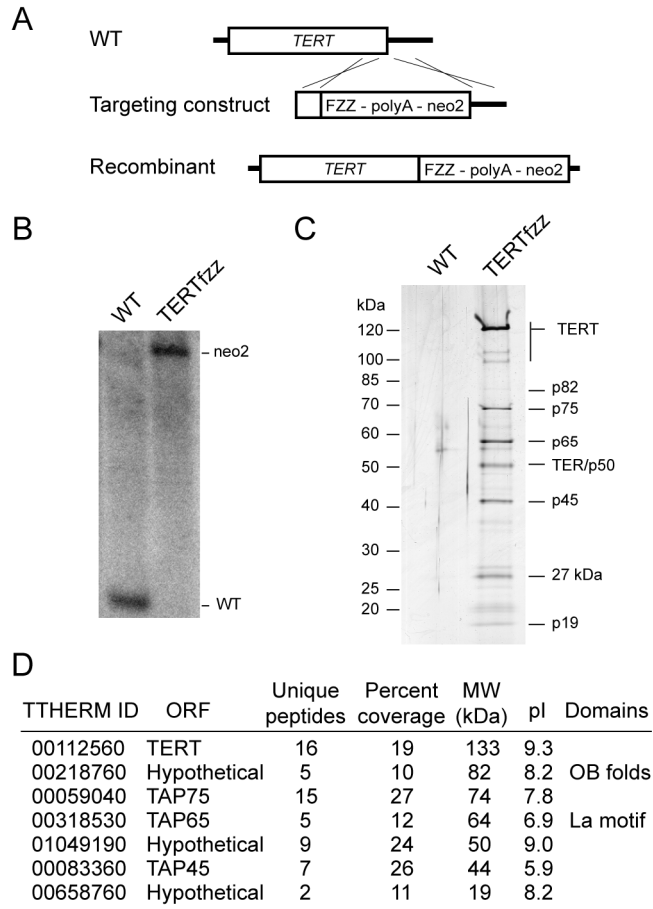 A
WT
TERT
Targeting construct
FZZ - polyA - neo2
Recombinant
TERT
FZZ - polyA - neo2
B
WT
TERTfzz
neo2
WT
C
WT
TERTfzz
kDa
120
100
85
70
60
50
40
30
25
20
TERT
p82
p75
p65
TER/p50
p45
27 kDa
p19
D
TTHERM ID ORF Unique peptides Percent coverage MW (kDa) pI Domains
00112560 TERT 16 19 133 9.3
00218760 Hypothetical 5 10 82 8.2 OB folds
00059040 TAP75 15 27 74 7.8
00318530 TAP65 5 12 64 6.9 La motif
01049190 Hypothetical 9 24 50 9.0
00083360 TAP45 7 26 44 5.9
00658760 Hypothetical 2 11 19 8.2